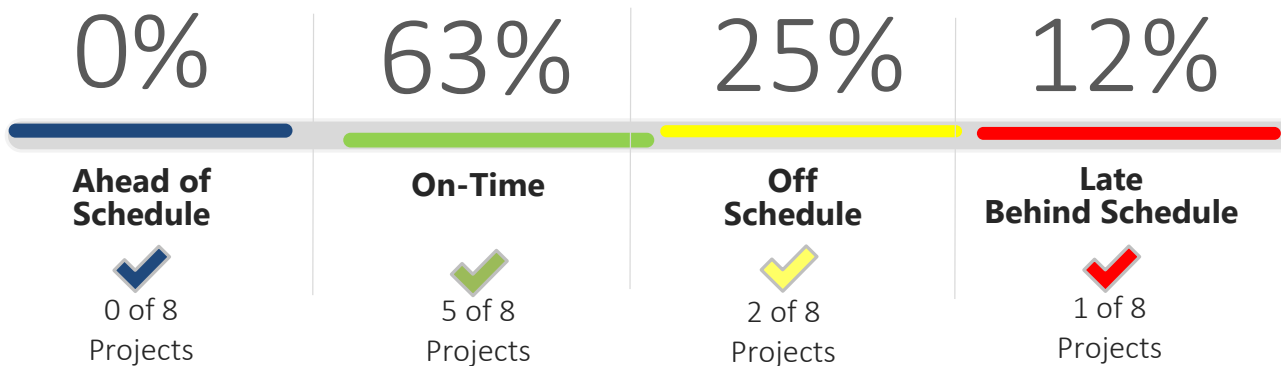 0%
63%
25%
12%
Ahead of
Schedule
On-Time
Off
Schedule
Late
Behind Schedule
0 of 8
Projects
5 of 8
Projects
2 of 8
Projects
1 of 8
Projects